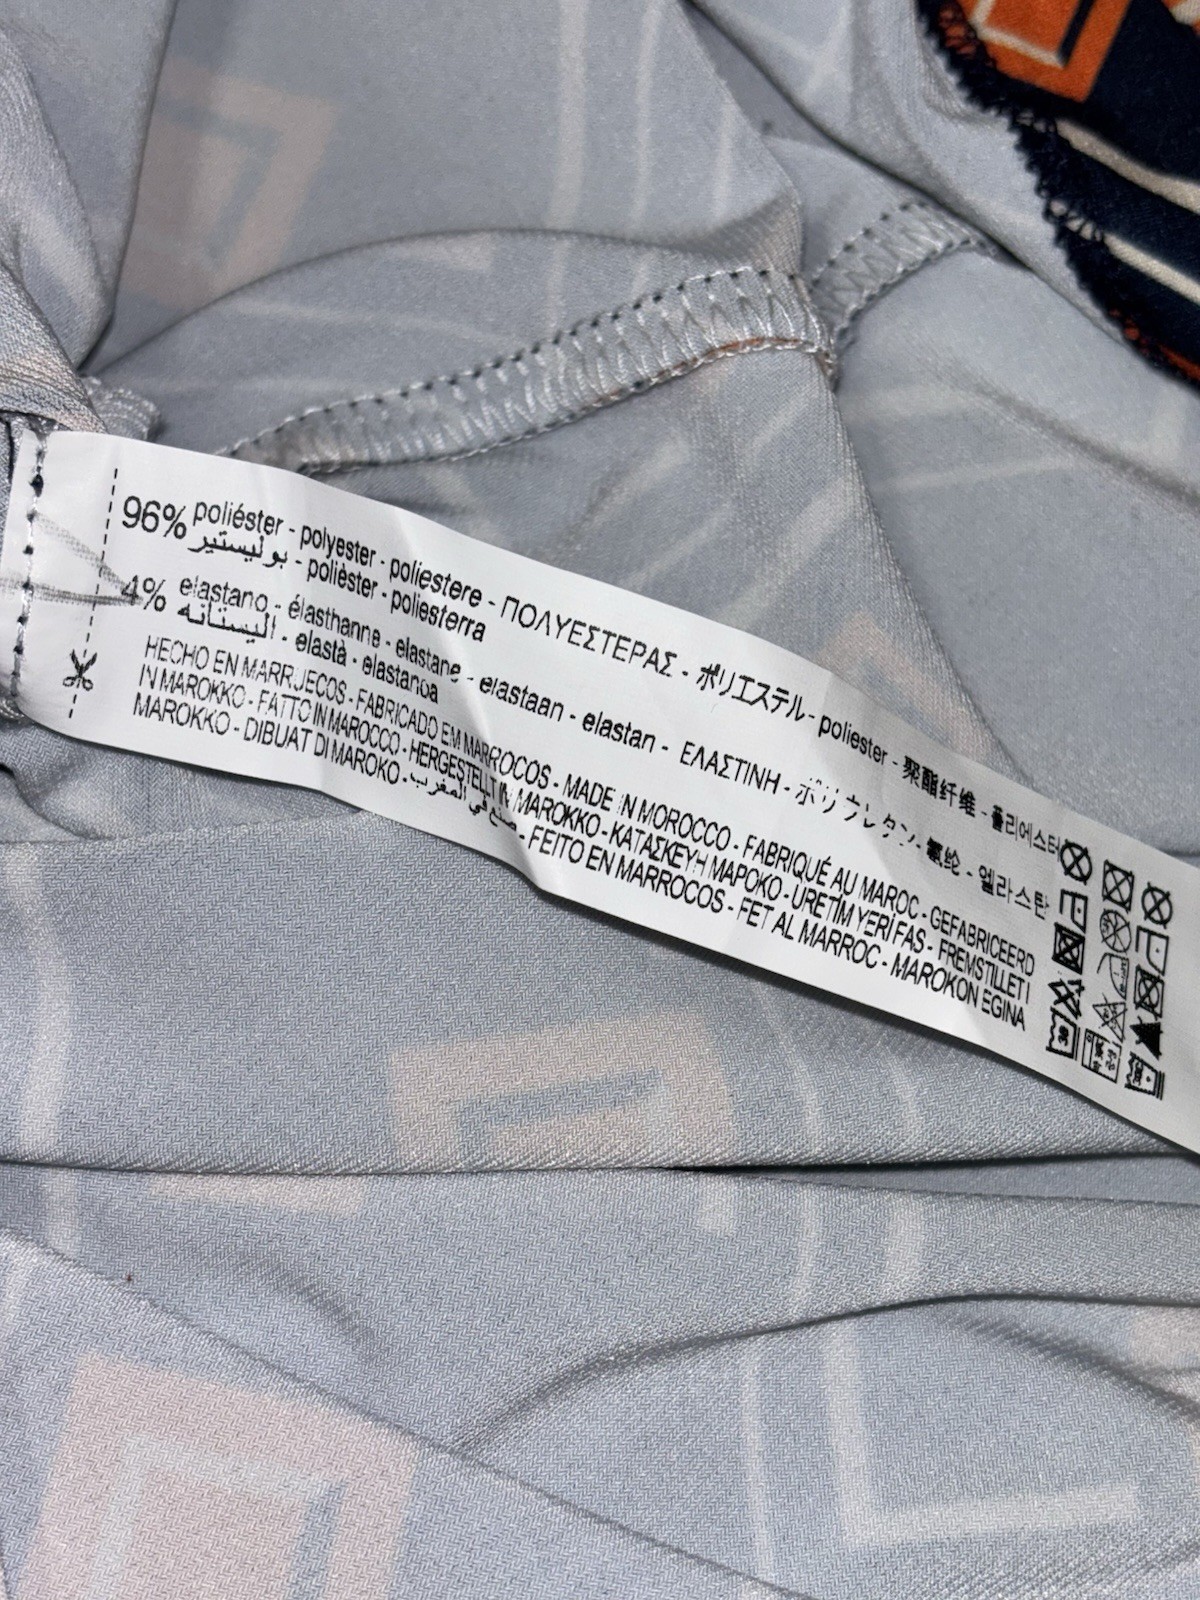 96% poliéster - polyester - poliestere - ΠΟΛΥΕΣΤΕΡΑΣ - ポリエステル - poliester - 聚酯纤维 - 폴리에스터
بوليستير - polièster - poliesterra
4% elastano - élasthanne - elastane - elastaan - elastan - ΕΛΑΣΤΙΝΗ - ポリウレタン - 氨纶 - 엘라스탄
اليستانه - elastà - elastanoa
HECHO EN MARRUECOS - FABRICADO EM MARROCOS - MADE IN MOROCCO - FABRIQUÉ AU MAROC - GEFABRICEERD
IN MAROKKO - FATTO IN MAROCCO - HERGESTELLT IN MAROKKO - ΚΑΤΑΣΚΕΥΗ ΜΑΡΟΚΟ - ÜRETİM YERİ FAS - FREMSTILLET I
MAROKKO - DIBUAT DI MAROKO - صنع في المغرب - FEITO EN MARROCOS - FET AL MARROC - MAROKON EGINA